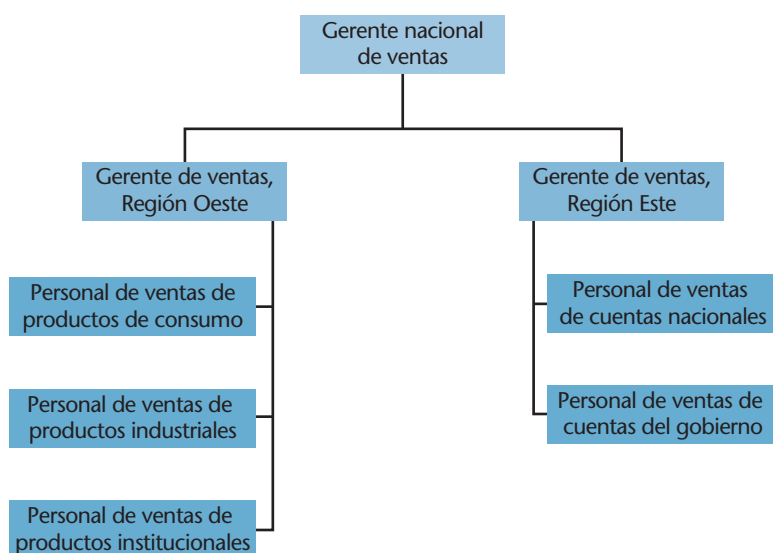 Gerente nacional
de ventas
Gerente de ventas,
Región Oeste
Gerente de ventas,
Región Este
Personal de ventas de
productos de consumo
Personal de ventas
de cuentas nacionales
Personal de ventas de
productos industriales
Personal de ventas de
cuentas del gobierno
Personal de ventas de
productos institucionales